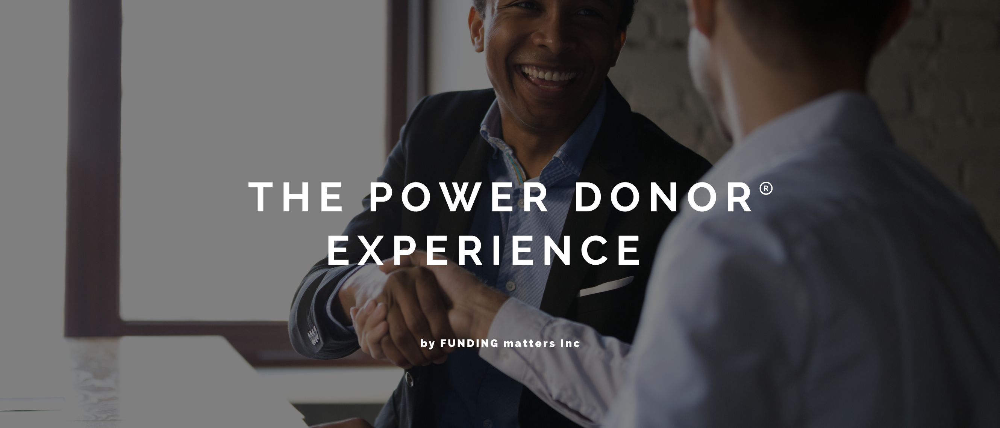 THE POWER DONOR®
EXPERIENCE
by FUNDING matters Inc